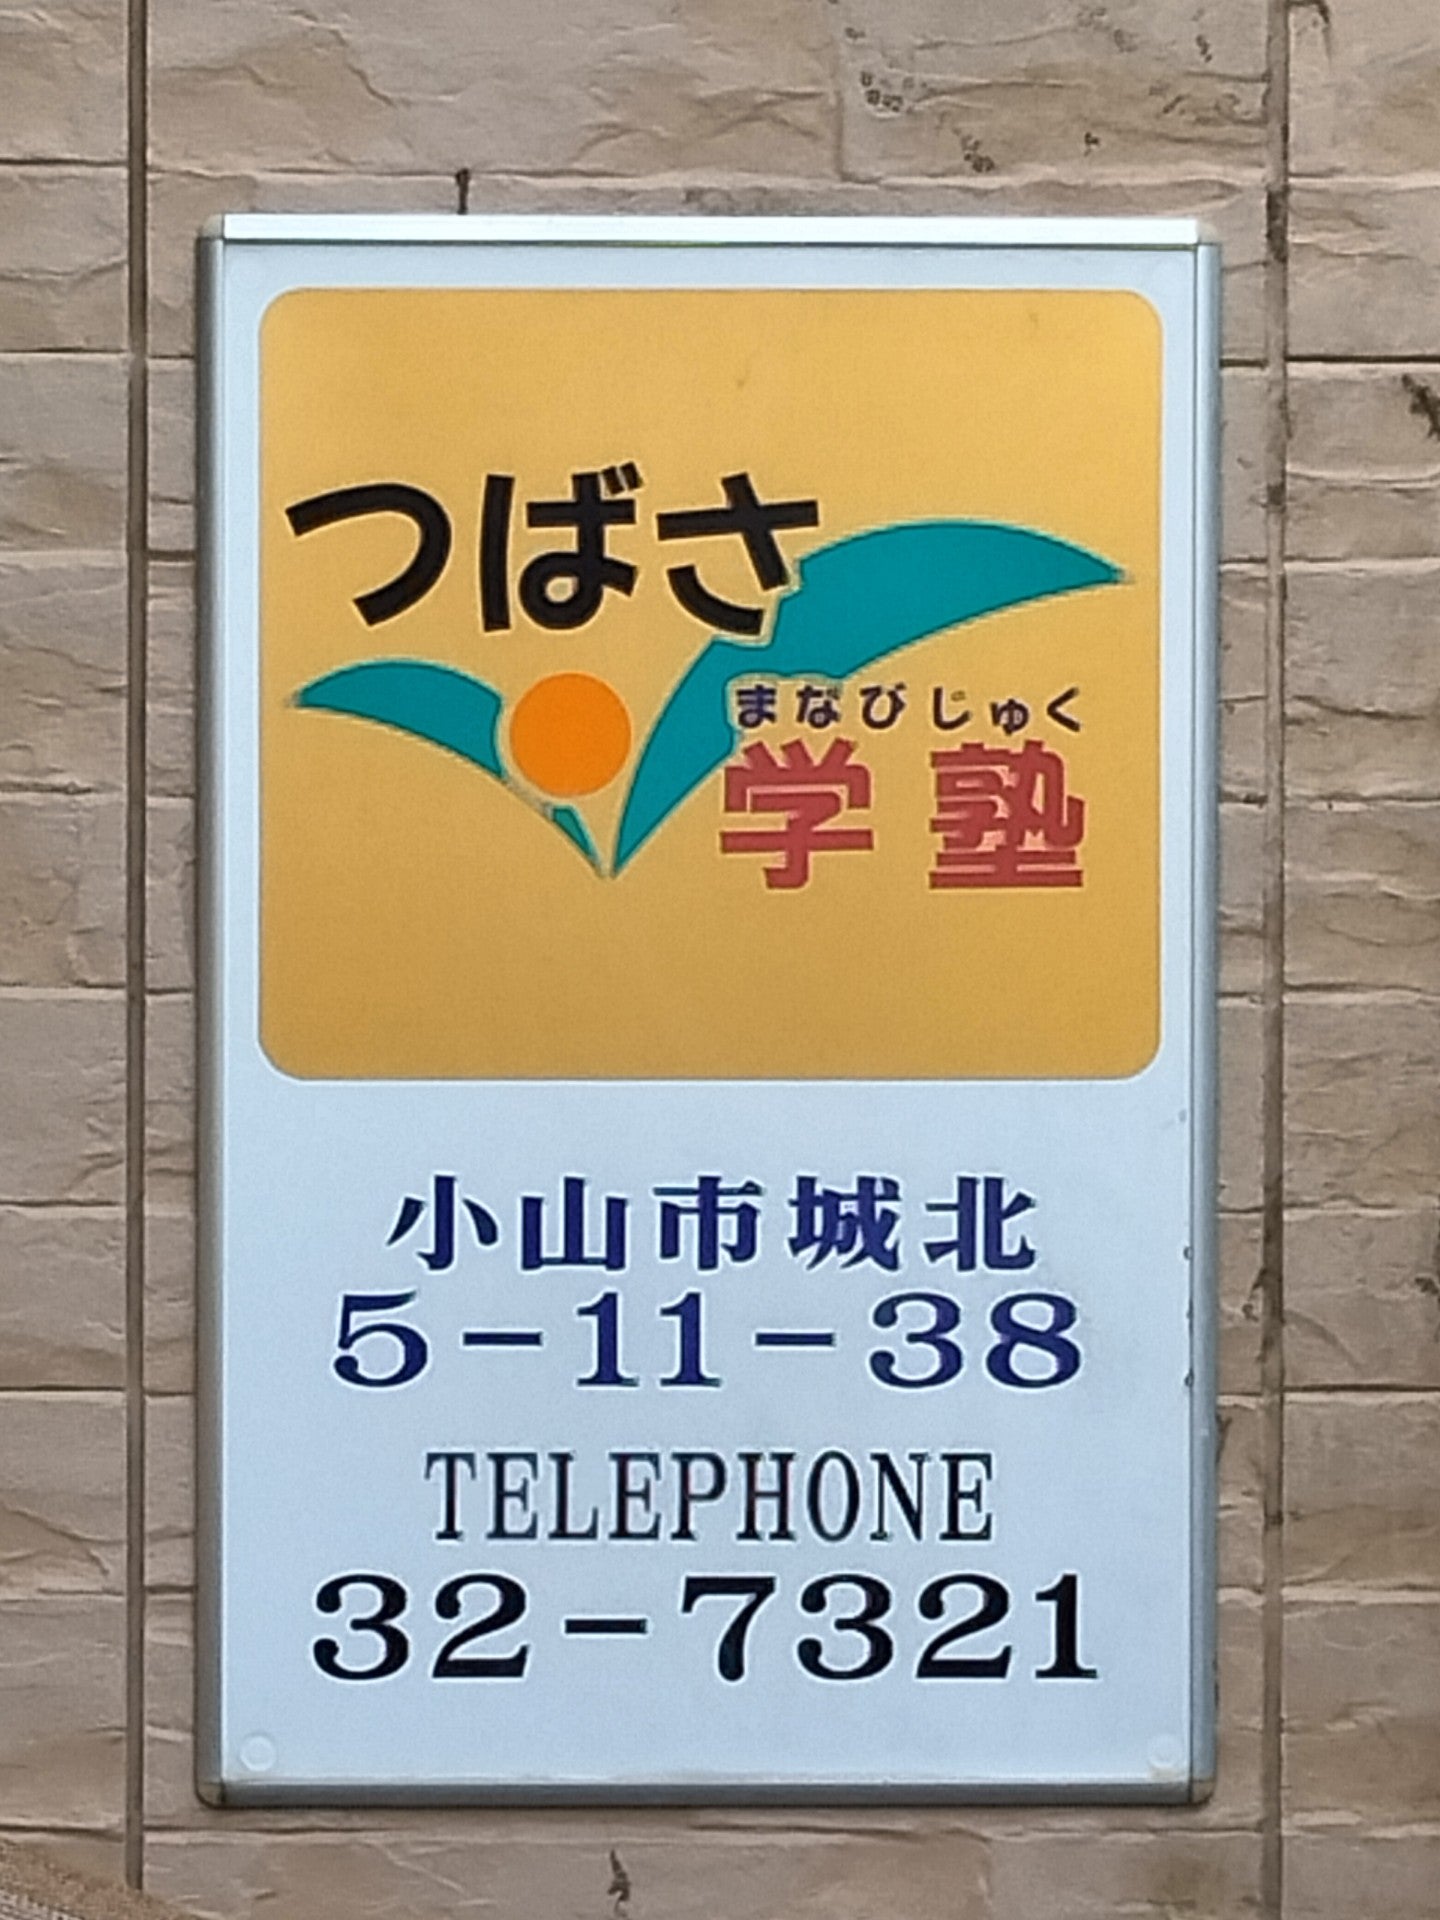 つばさ
まなびじゅく
学塾
小山市城北
5-11-38
TELEPHONE
32-7321